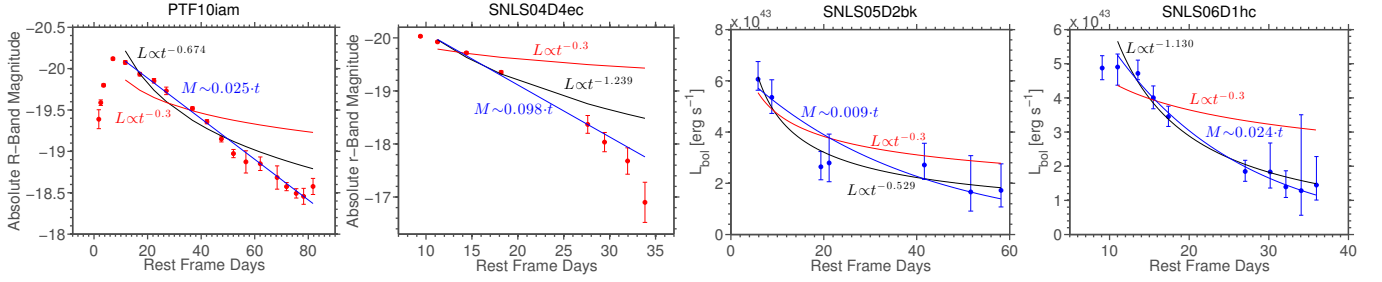 PTF10iam
Absolute R-Band Magnitude
−20.5
−20
−19.5
−19
−18.5
−18
0
20
40
60
80
Rest Frame Days
L∝t^−0.674
M∼0.025·t
L∝t^−0.3
SNLS04D4ec
Absolute r-Band Magnitude
−20
−19
−18
−17
10
15
20
25
30
35
Rest Frame Days
L∝t^−0.3
L∝t^−1.239
M∼0.098·t
SNLS05D2bk
8 x 10^43
L_bol [erg s^−1]
6
4
2
0
0
20
40
60
Rest Frame Days
M∼0.009·t
L∝t^−0.3
L∝t^−0.529
SNLS06D1hc
6 x 10^43
L_bol [erg s^−1]
5
4
3
2
1
0
10
20
30
40
Rest Frame Days
L∝t^−1.130
L∝t^−0.3
M∼0.024·t